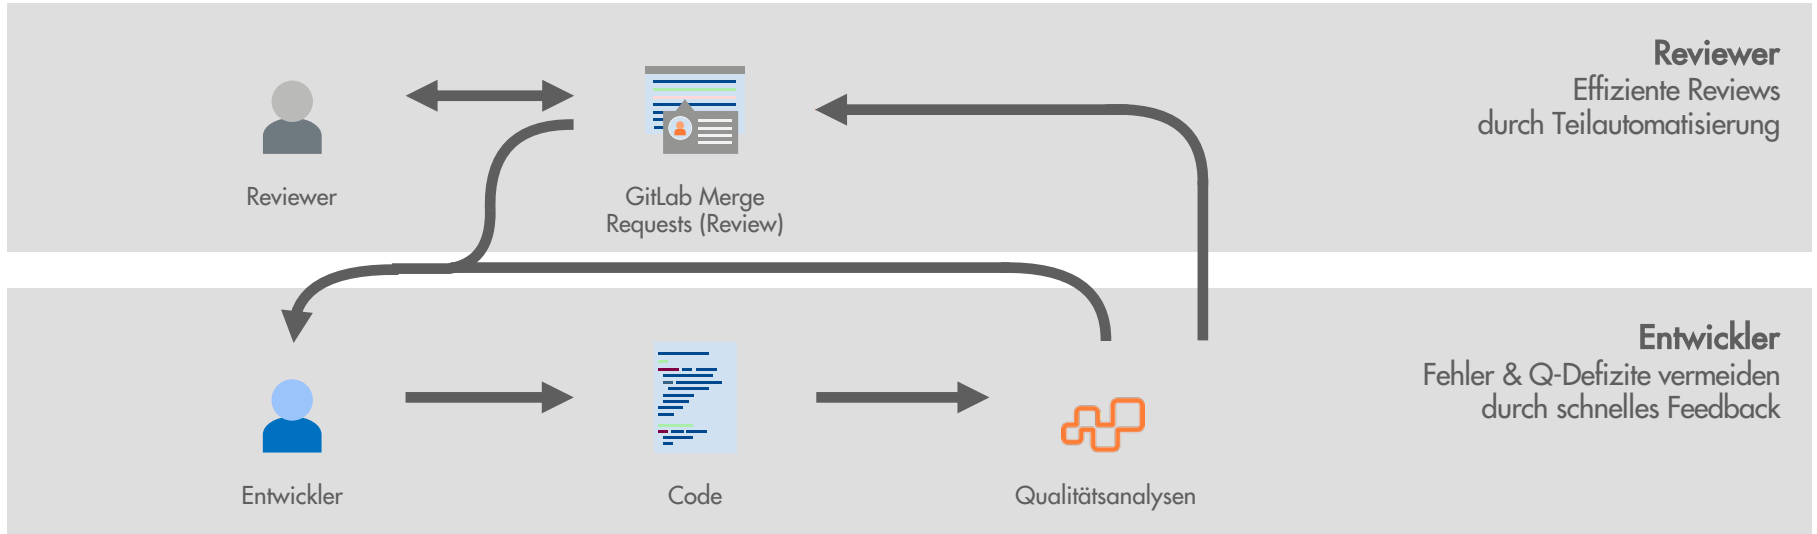 Reviewer
Effiziente Reviews
durch Teilautomatisierung
Reviewer
GitLab Merge
Requests (Review)
Entwickler
Fehler & Q-Defizite vermeiden
durch schnelles Feedback
Entwickler
Code
Qualitätsanalysen